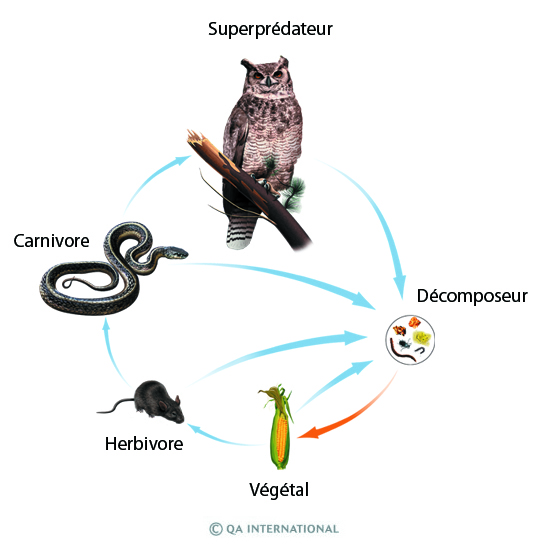 Superprédateur
Carnivore
Décomposeur
Herbivore
Végétal
© QA INTERNATIONAL